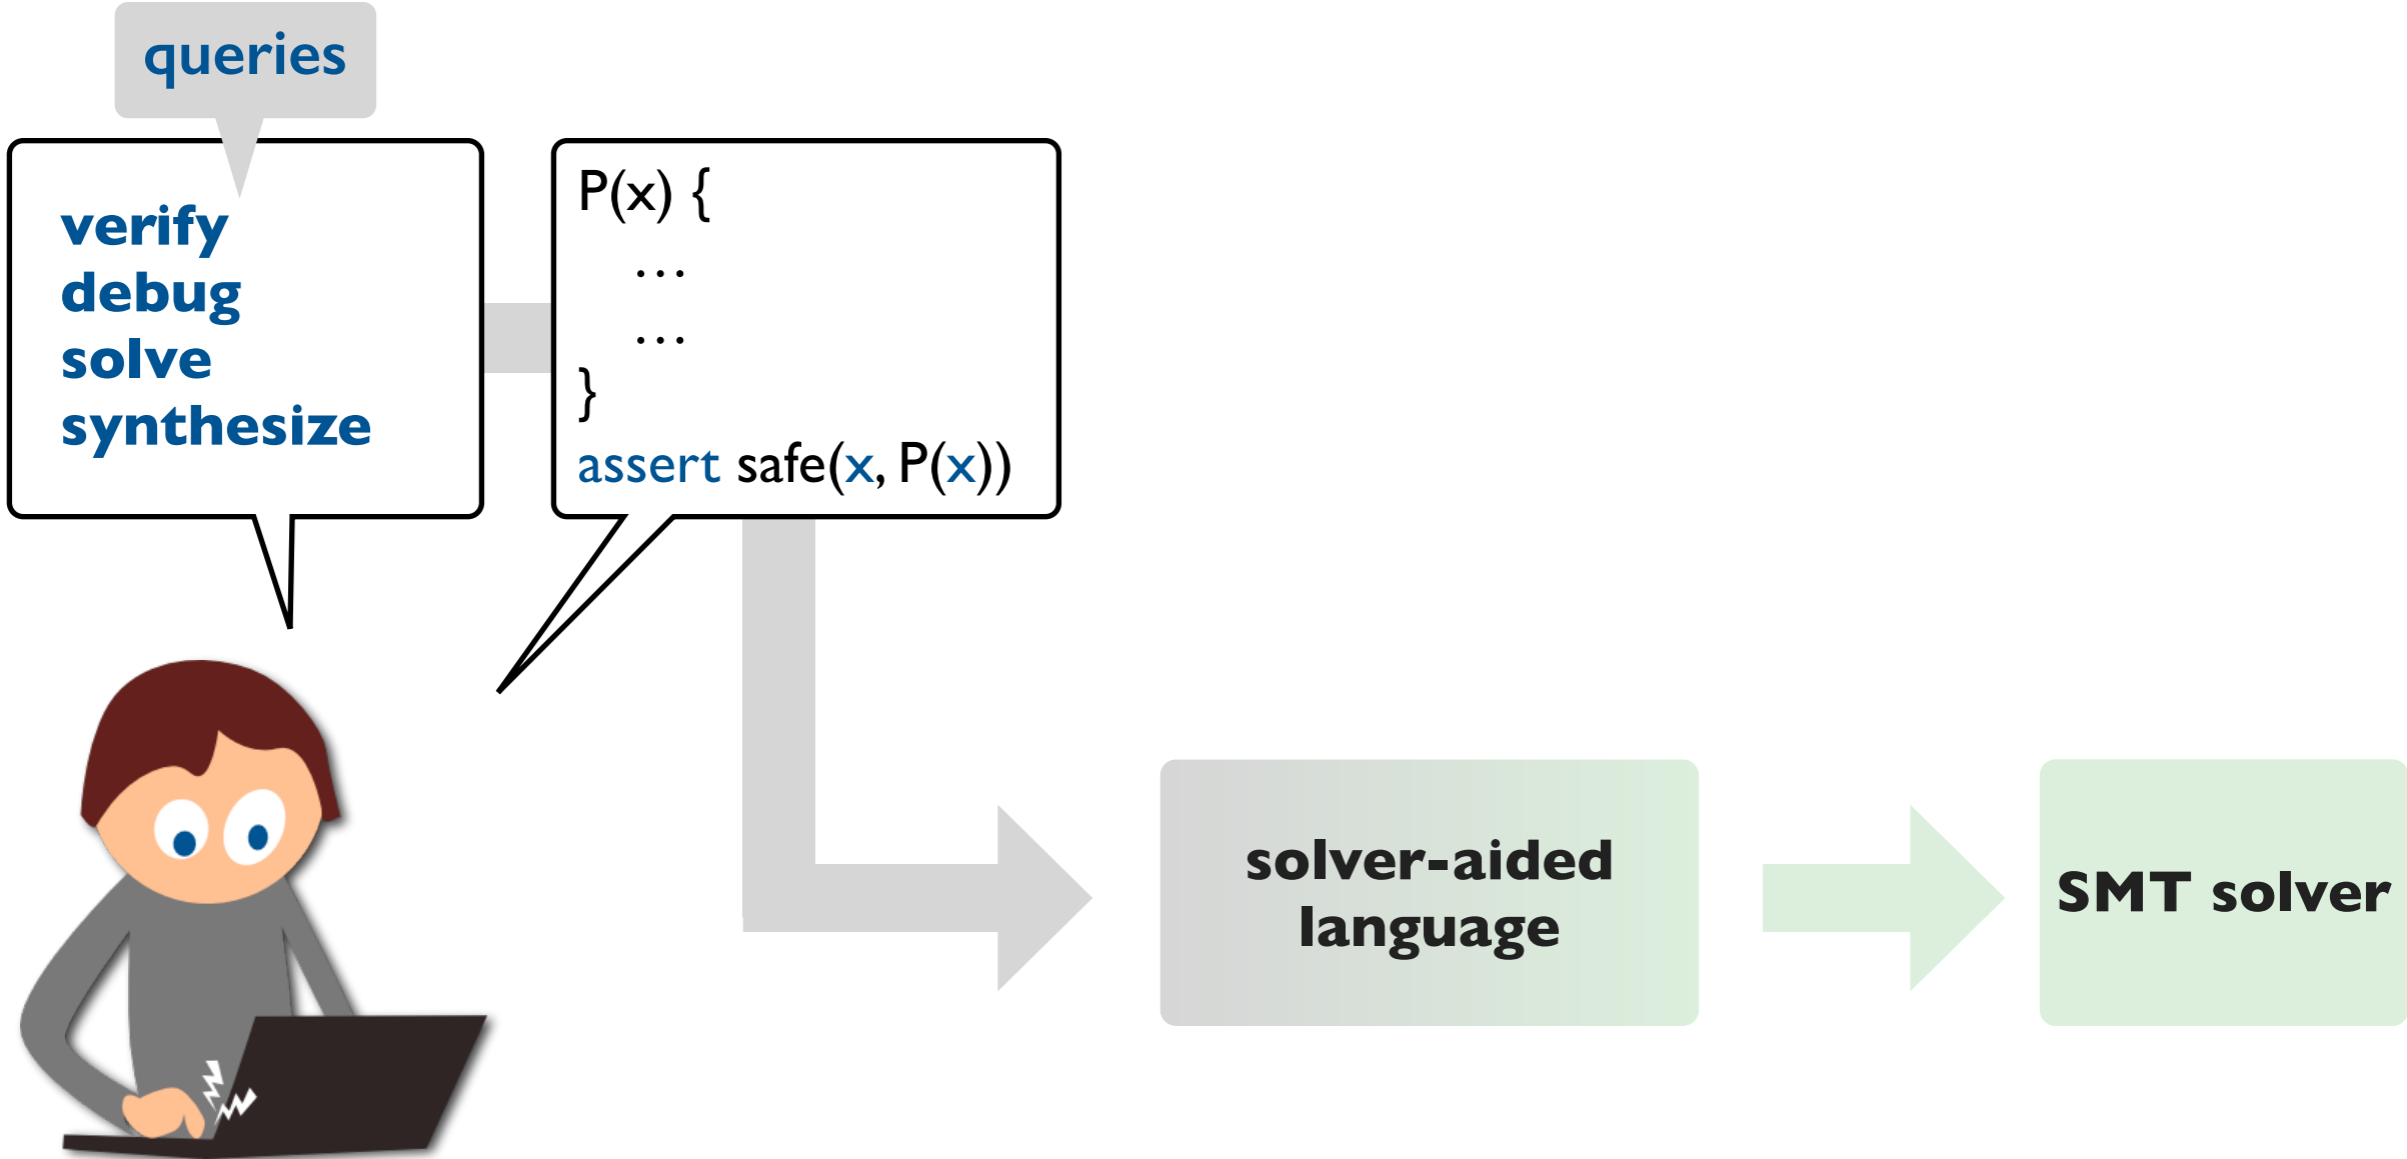 queries
verify
debug
solve
synthesize
P(x) {
…
…
}
assert safe(x, P(x))
solver-aided
language
SMT solver